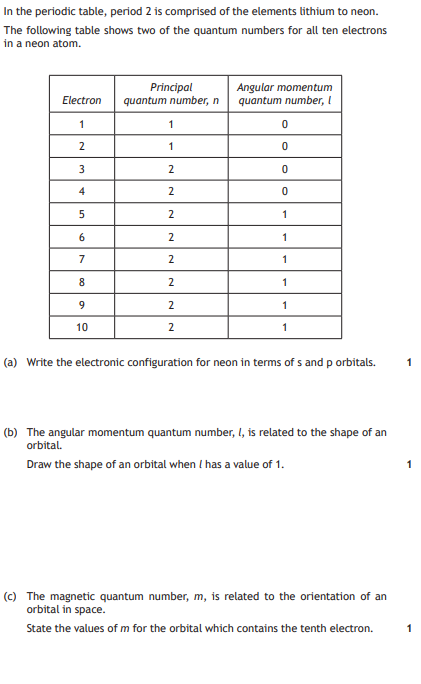 In the periodic table, period 2 is comprised of the elements lithium to neon.
The following table shows two of the quantum numbers for all ten electrons
in a neon atom.
Electron Principal quantum number, n Angular momentum quantum number, l
1 1 0
2 1 0
3 2 0
4 2 0
5 2 1
6 2 1
7 2 1
8 2 1
9 2 1
10 2 1
(a) Write the electronic configuration for neon in terms of s and p orbitals. 1
(b) The angular momentum quantum number, l, is related to the shape of an
orbital.
Draw the shape of an orbital when l has a value of 1. 1
(c) The magnetic quantum number, m, is related to the orientation of an
orbital in space.
State the values of m for the orbital which contains the tenth electron. 1